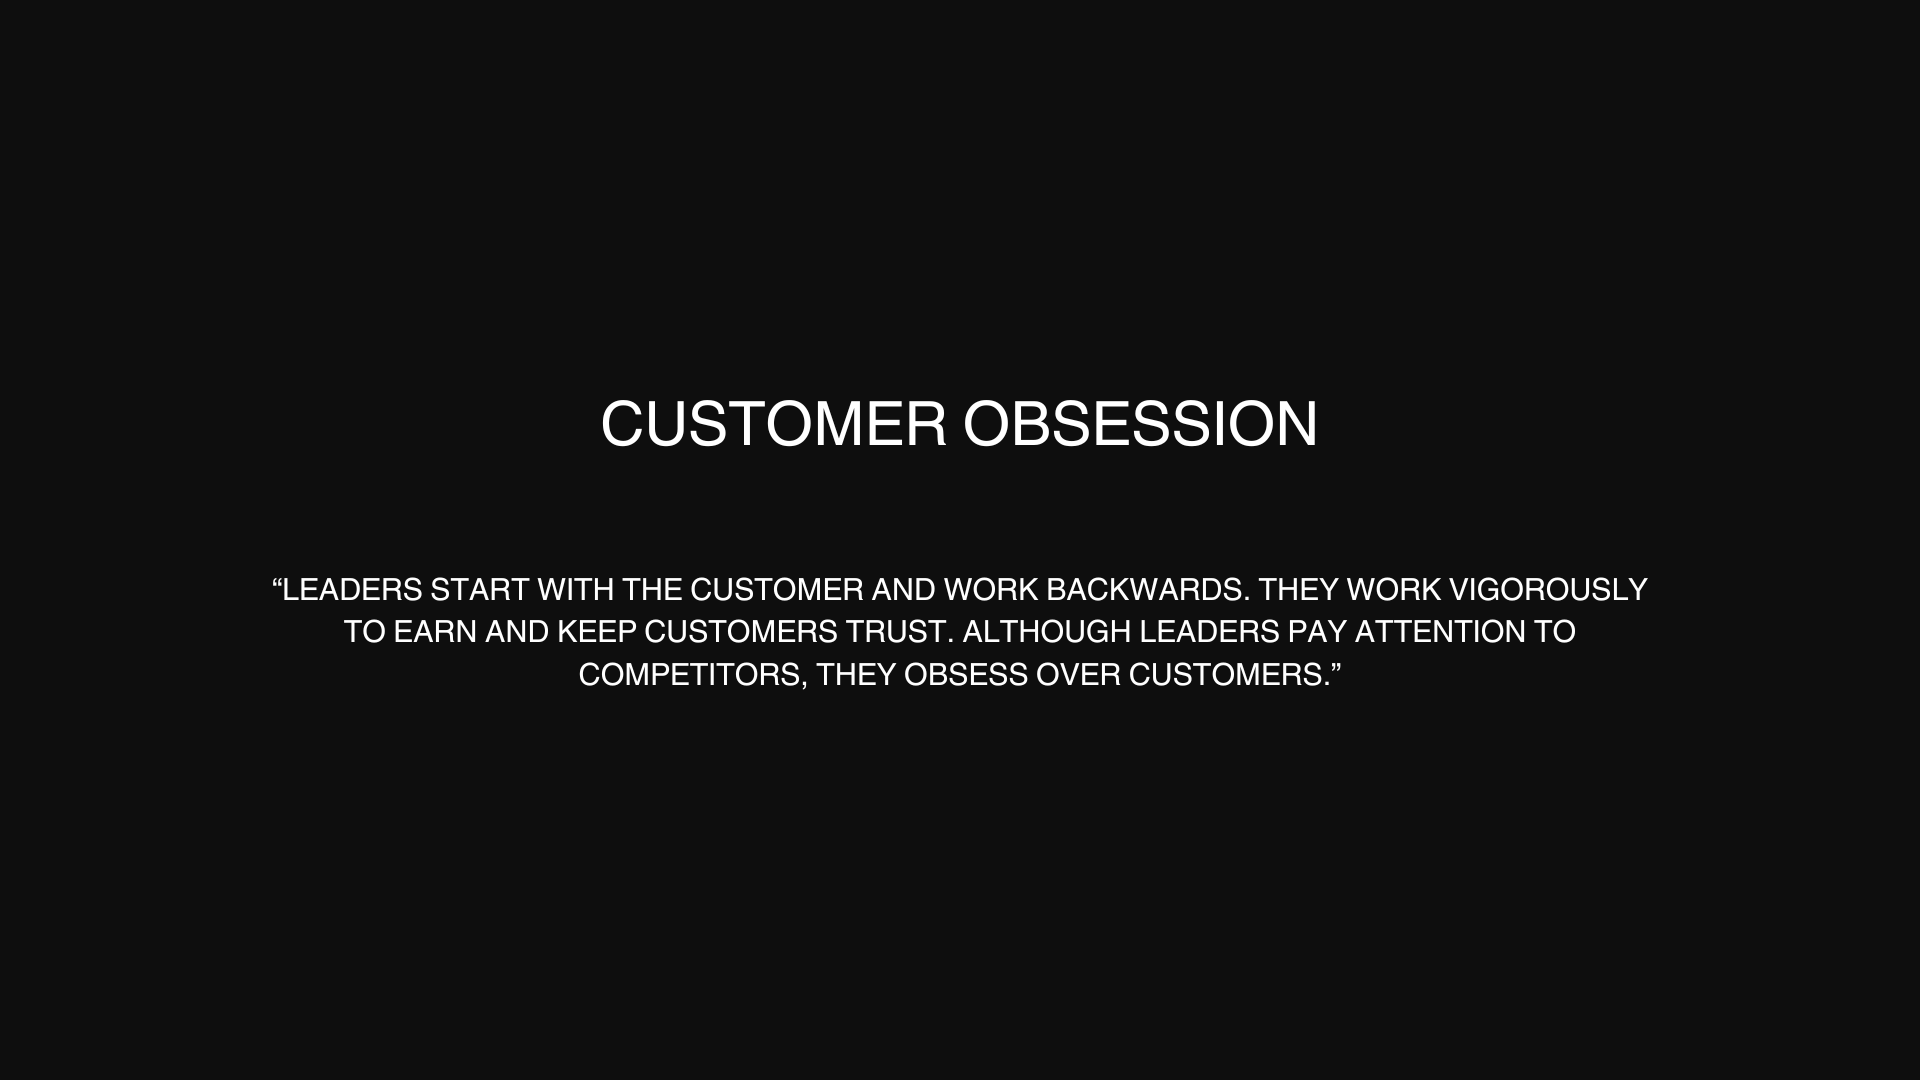 CUSTOMER OBSESSION
“LEADERS START WITH THE CUSTOMER AND WORK BACKWARDS. THEY WORK VIGOROUSLY
TO EARN AND KEEP CUSTOMERS TRUST. ALTHOUGH LEADERS PAY ATTENTION TO
COMPETITORS, THEY OBSESS OVER CUSTOMERS.”